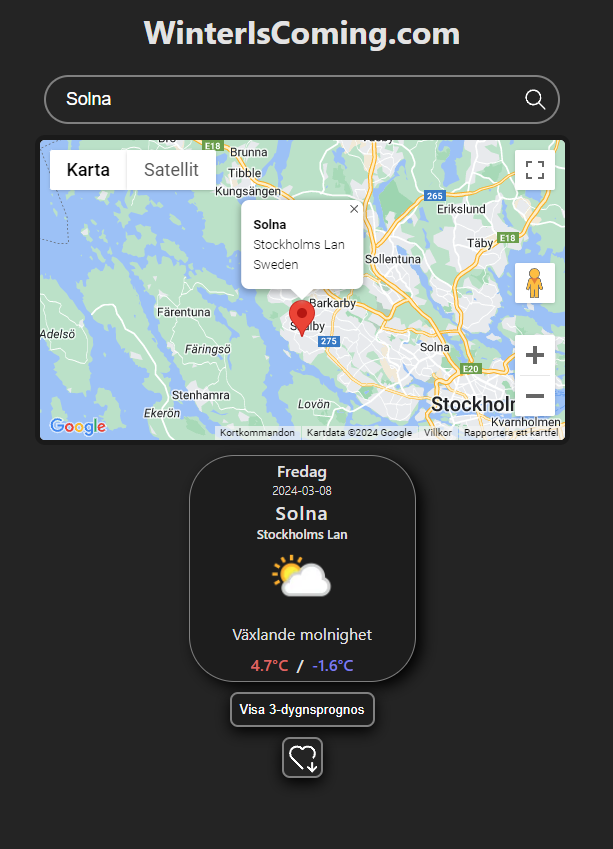 WinterIsComing.com
Solna
E18
Brunna
Karta Satellit
Tibble
Kungsängen
265
Erikslund
Solna
Stockholms Lan
Sweden
Täby
E18
Sollentuna
Barkarby
Färentuna
275
Adelsö
Färingsö
Solna
E20
Stenhamra
Lovön
Ekerön
Kvarnholmen
Google
Kortkommandon Kartdata ©2024 Google Villkor Rapportera ett kartfel
Fredag
2024-03-08
Solna
Stockholms Lan
Växlande molnighet
4.7°C / -1.6°C
Visa 3-dygnsprognos